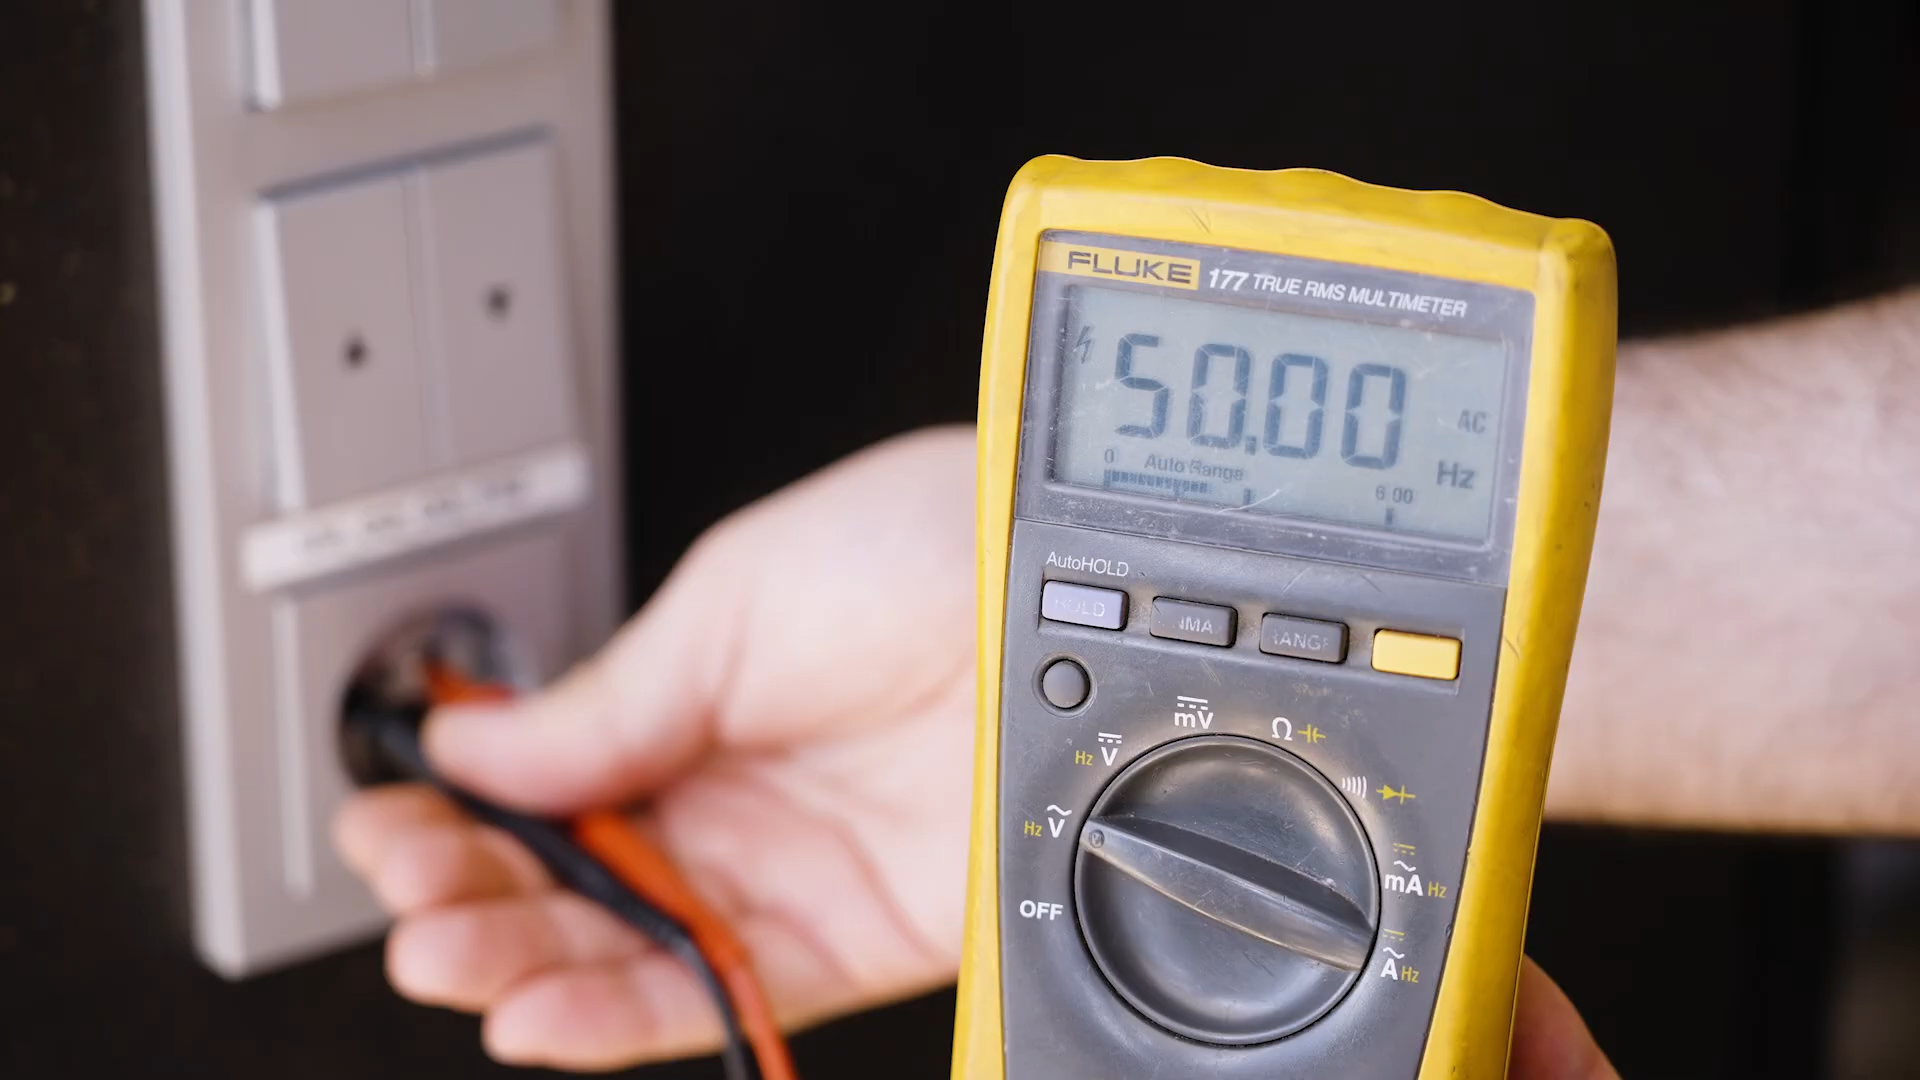 FLUKE 177 TRUE RMS MULTIMETER
50.00 AC Hz
0 Auto Range 6 00
AutoHOLD
HOLD RANGE
mV
Ω
Hz V
Hz V
mA Hz
OFF
A Hz